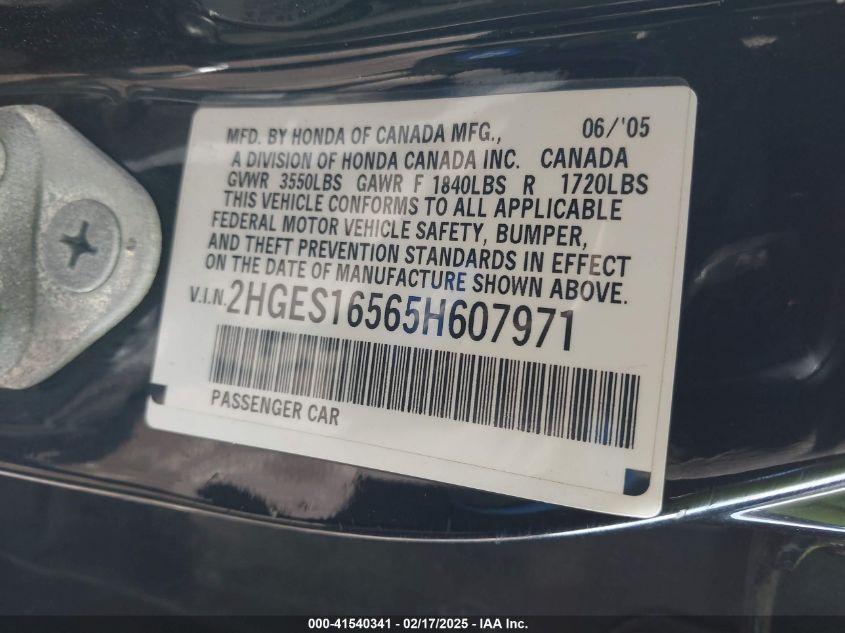 MFD. BY HONDA OF CANADA MFG., 06/'05
A DIVISION OF HONDA CANADA INC. CANADA
GVWR 3550LBS GAWR F 1840LBS R 1720LBS
THIS VEHICLE CONFORMS TO ALL APPLICABLE
FEDERAL MOTOR VEHICLE SAFETY, BUMPER,
AND THEFT PREVENTION STANDARDS IN EFFECT
ON THE DATE OF MANUFACTURE SHOWN ABOVE.
V.I.N. 2HGES16565H607971
PASSENGER CAR
000-41540341 - 02/17/2025 - IAA Inc.